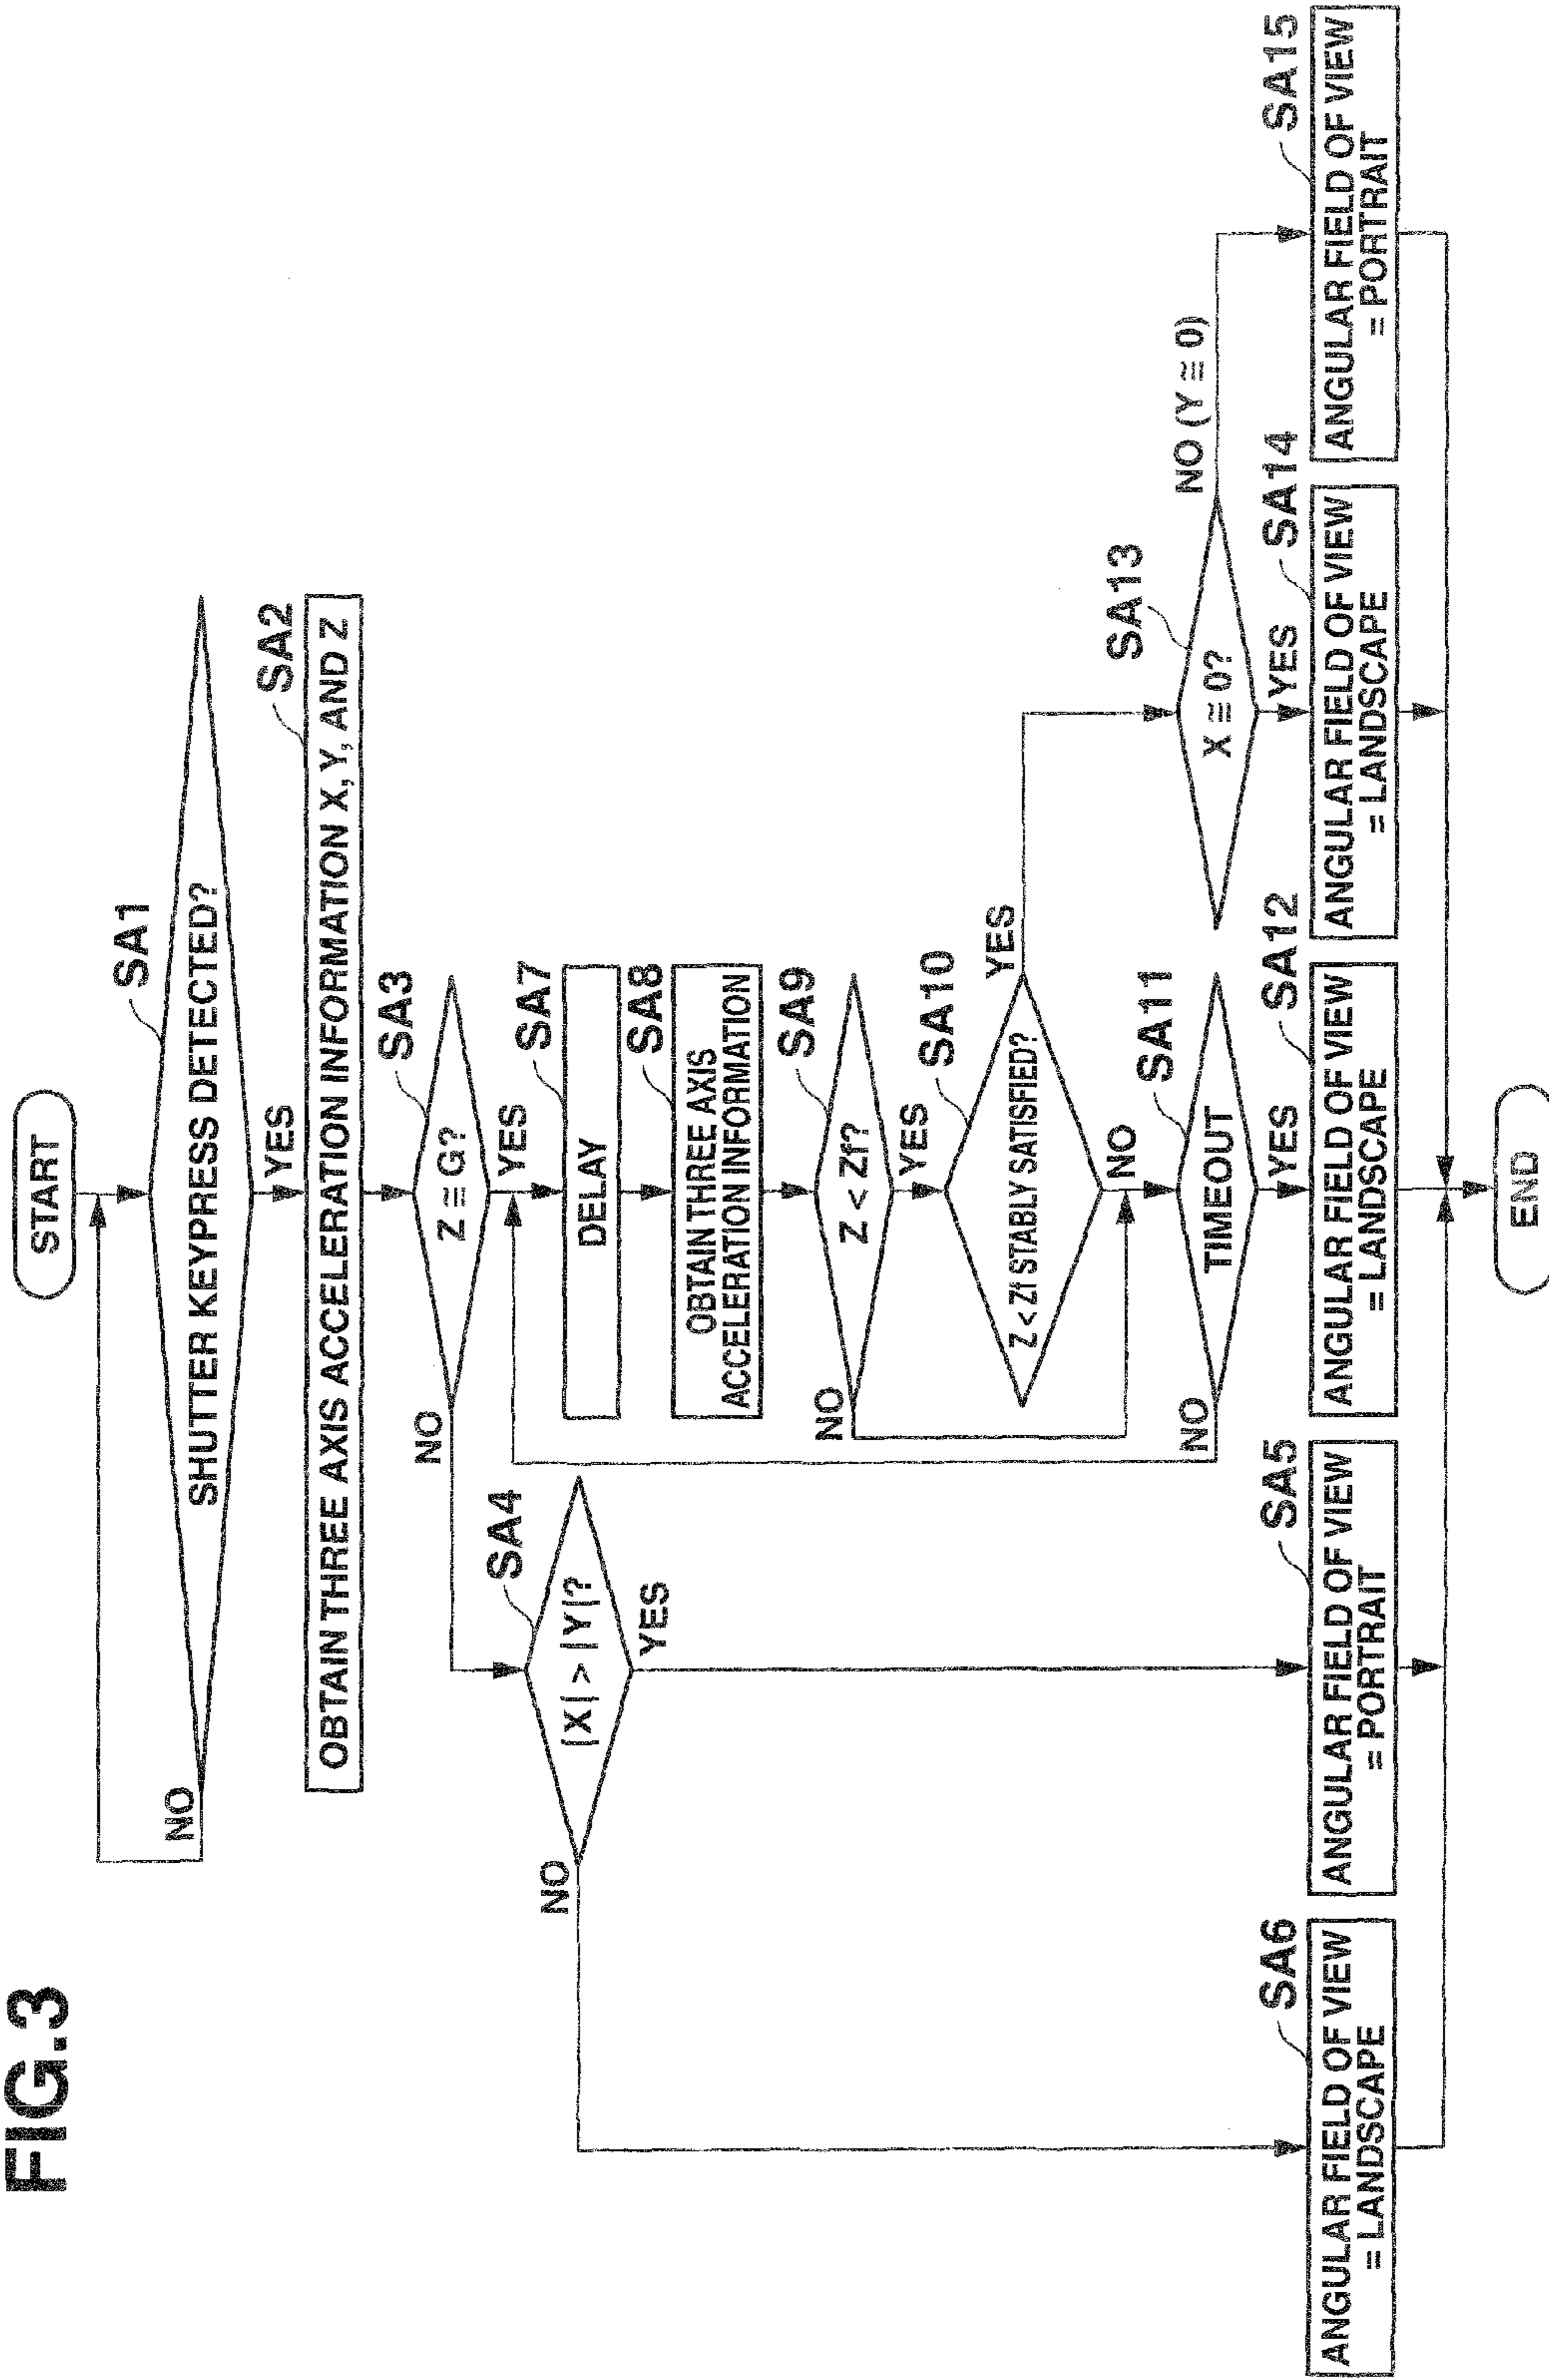 FIG.3
START
SA1
SHUTTER KEYPRESS DETECTED?
NO
YES
SA2
OBTAIN THREE AXIS ACCELERATION INFORMATION X, Y, AND Z
SA3
Z ≅ G?
NO
YES
SA4
|X| > |Y|?
NO
YES
SA7
DELAY
SA8
OBTAIN THREE AXIS
ACCELERATION INFORMATION
SA9
Z < Zf?
NO
YES
SA10
Z < Zf STABLY SATISFIED?
YES
NO
SA11
TIMEOUT
NO
YES
SA13
X ≅ 0?
NO (Y ≅ 0)
YES
SA6
ANGULAR FIELD OF VIEW
= LANDSCAPE
SA5
ANGULAR FIELD OF VIEW
= PORTRAIT
SA12
ANGULAR FIELD OF VIEW
= LANDSCAPE
SA14
ANGULAR FIELD OF VIEW
= LANDSCAPE
SA15
ANGULAR FIELD OF VIEW
= PORTRAIT
END